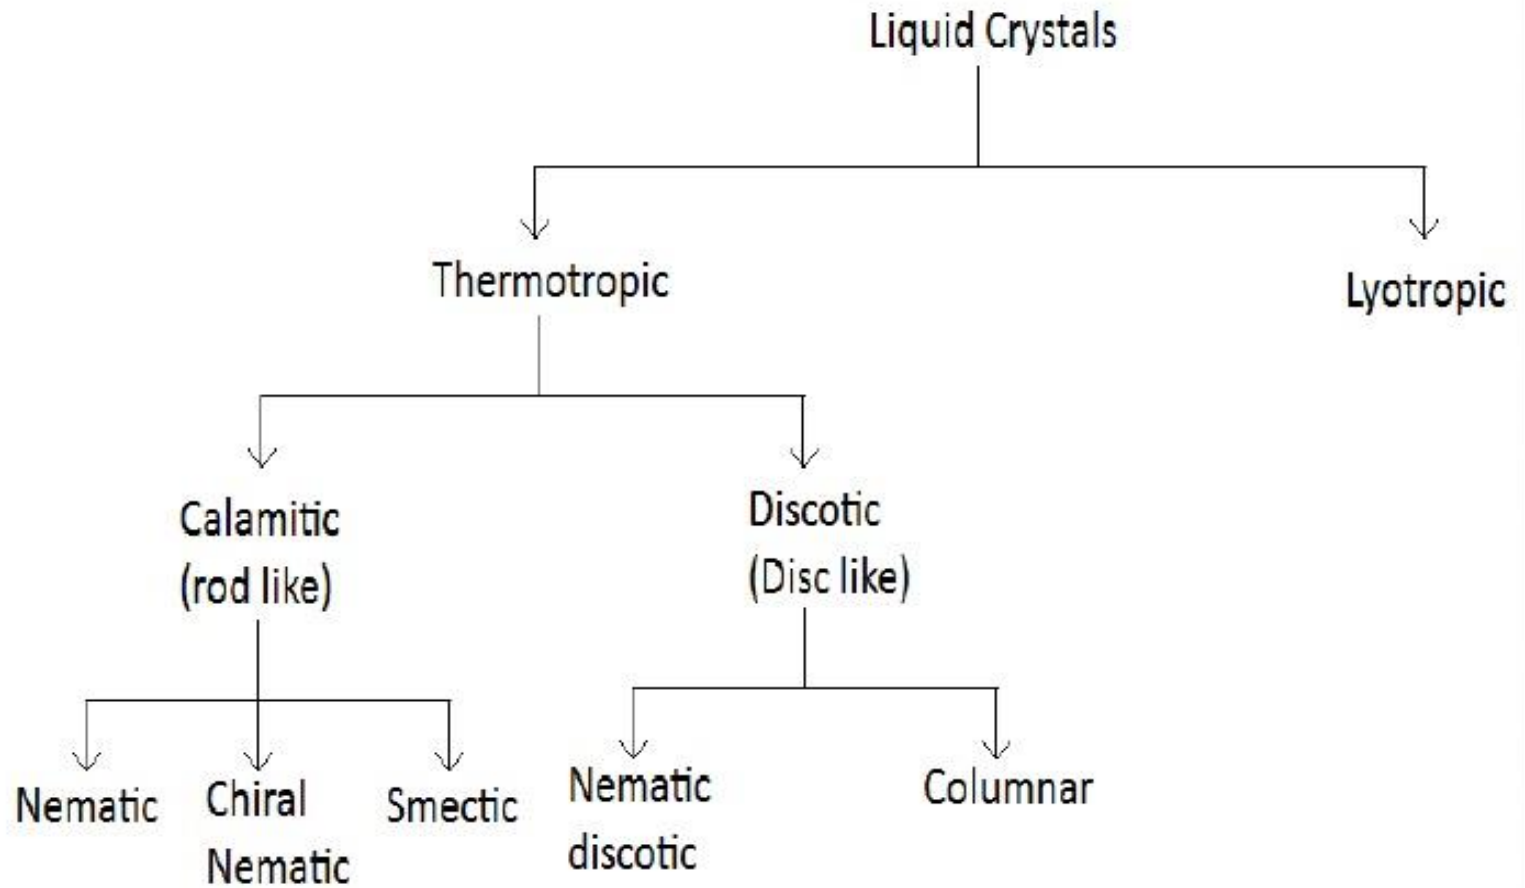 Liquid Crystals
Thermotropic
Lyotropic
Calamitic
(rod like)
Discotic
(Disc like)
Nematic
Chiral
Nematic
Smectic
Nematic
discotic
Columnar